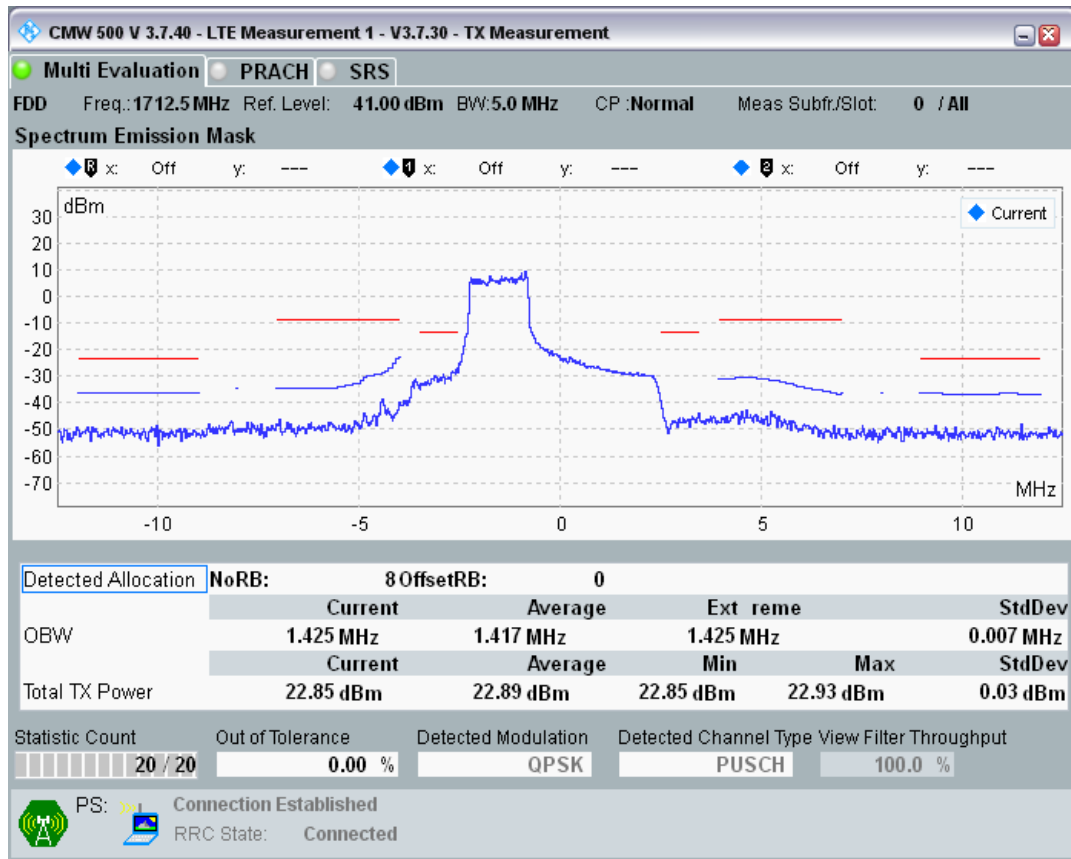 CMW 500 V 3.7.40 - LTE Measurement 1 - V3.7.30 - TX Measurement
Multi Evaluation PRACH SRS
FDD Freq.:1712.5 MHz Ref. Level: 41.00 dBm BW:5.0 MHz CP :Normal Meas Subfr./Slot: 0 / All
Spectrum Emission Mask
R x: Off y: --- 1 x: Off y: --- 2 x: Off y: ---
dBm
Current
30
20
10
0
-10
-20
-30
-40
-50
-60
-70
MHz
-10 -5 0 5 10
Detected Allocation NoRB: 8 OffsetRB: 0
Current Average Ext reme StdDev
OBW 1.425 MHz 1.417 MHz 1.425 MHz 0.007 MHz
Current Average Min Max StdDev
Total TX Power 22.85 dBm 22.89 dBm 22.85 dBm 22.93 dBm 0.03 dBm
Statistic Count Out of Tolerance Detected Modulation Detected Channel Type View Filter Throughput
20 / 20 0.00 % QPSK PUSCH 100.0 %
PS: Connection Established
RRC State: Connected